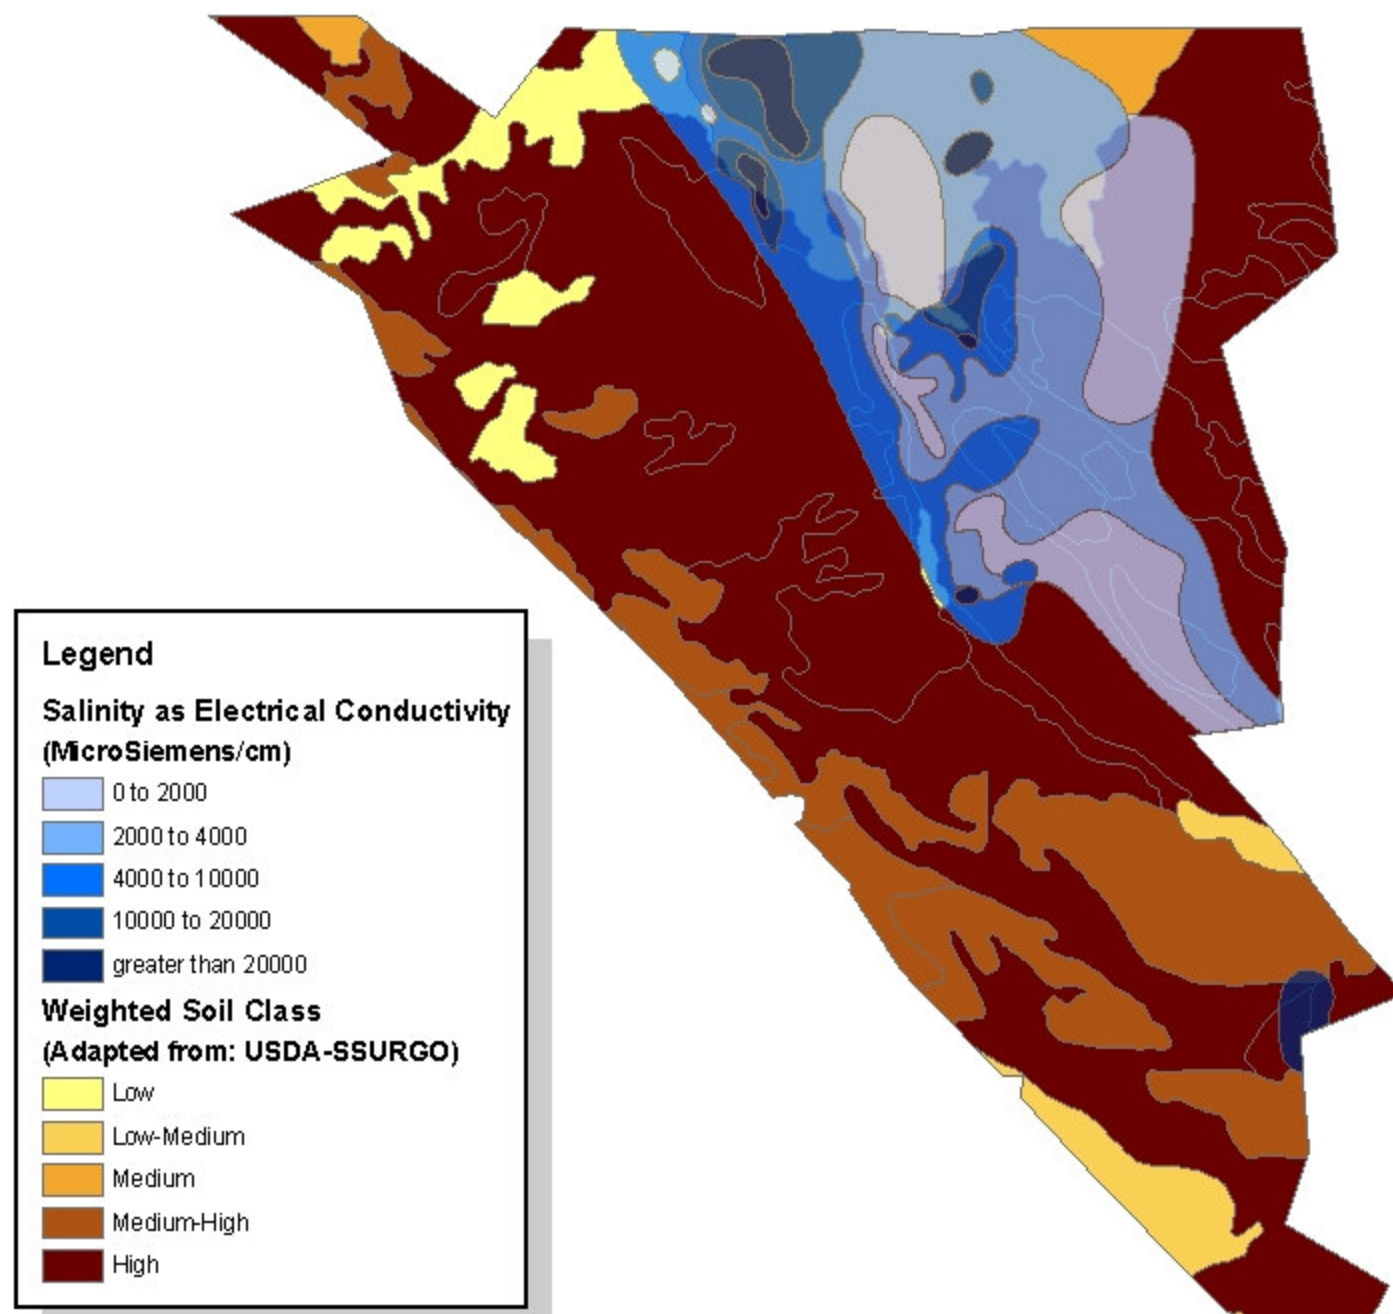 Legend
Salinity as Electrical Conductivity
(MicroSiemens/cm)
0 to 2000
2000 to 4000
4000 to 10000
10000 to 20000
greater than 20000
Weighted Soil Class
(Adapted from: USDA-SSURGO)
Low
Low-Medium
Medium
Medium-High
High